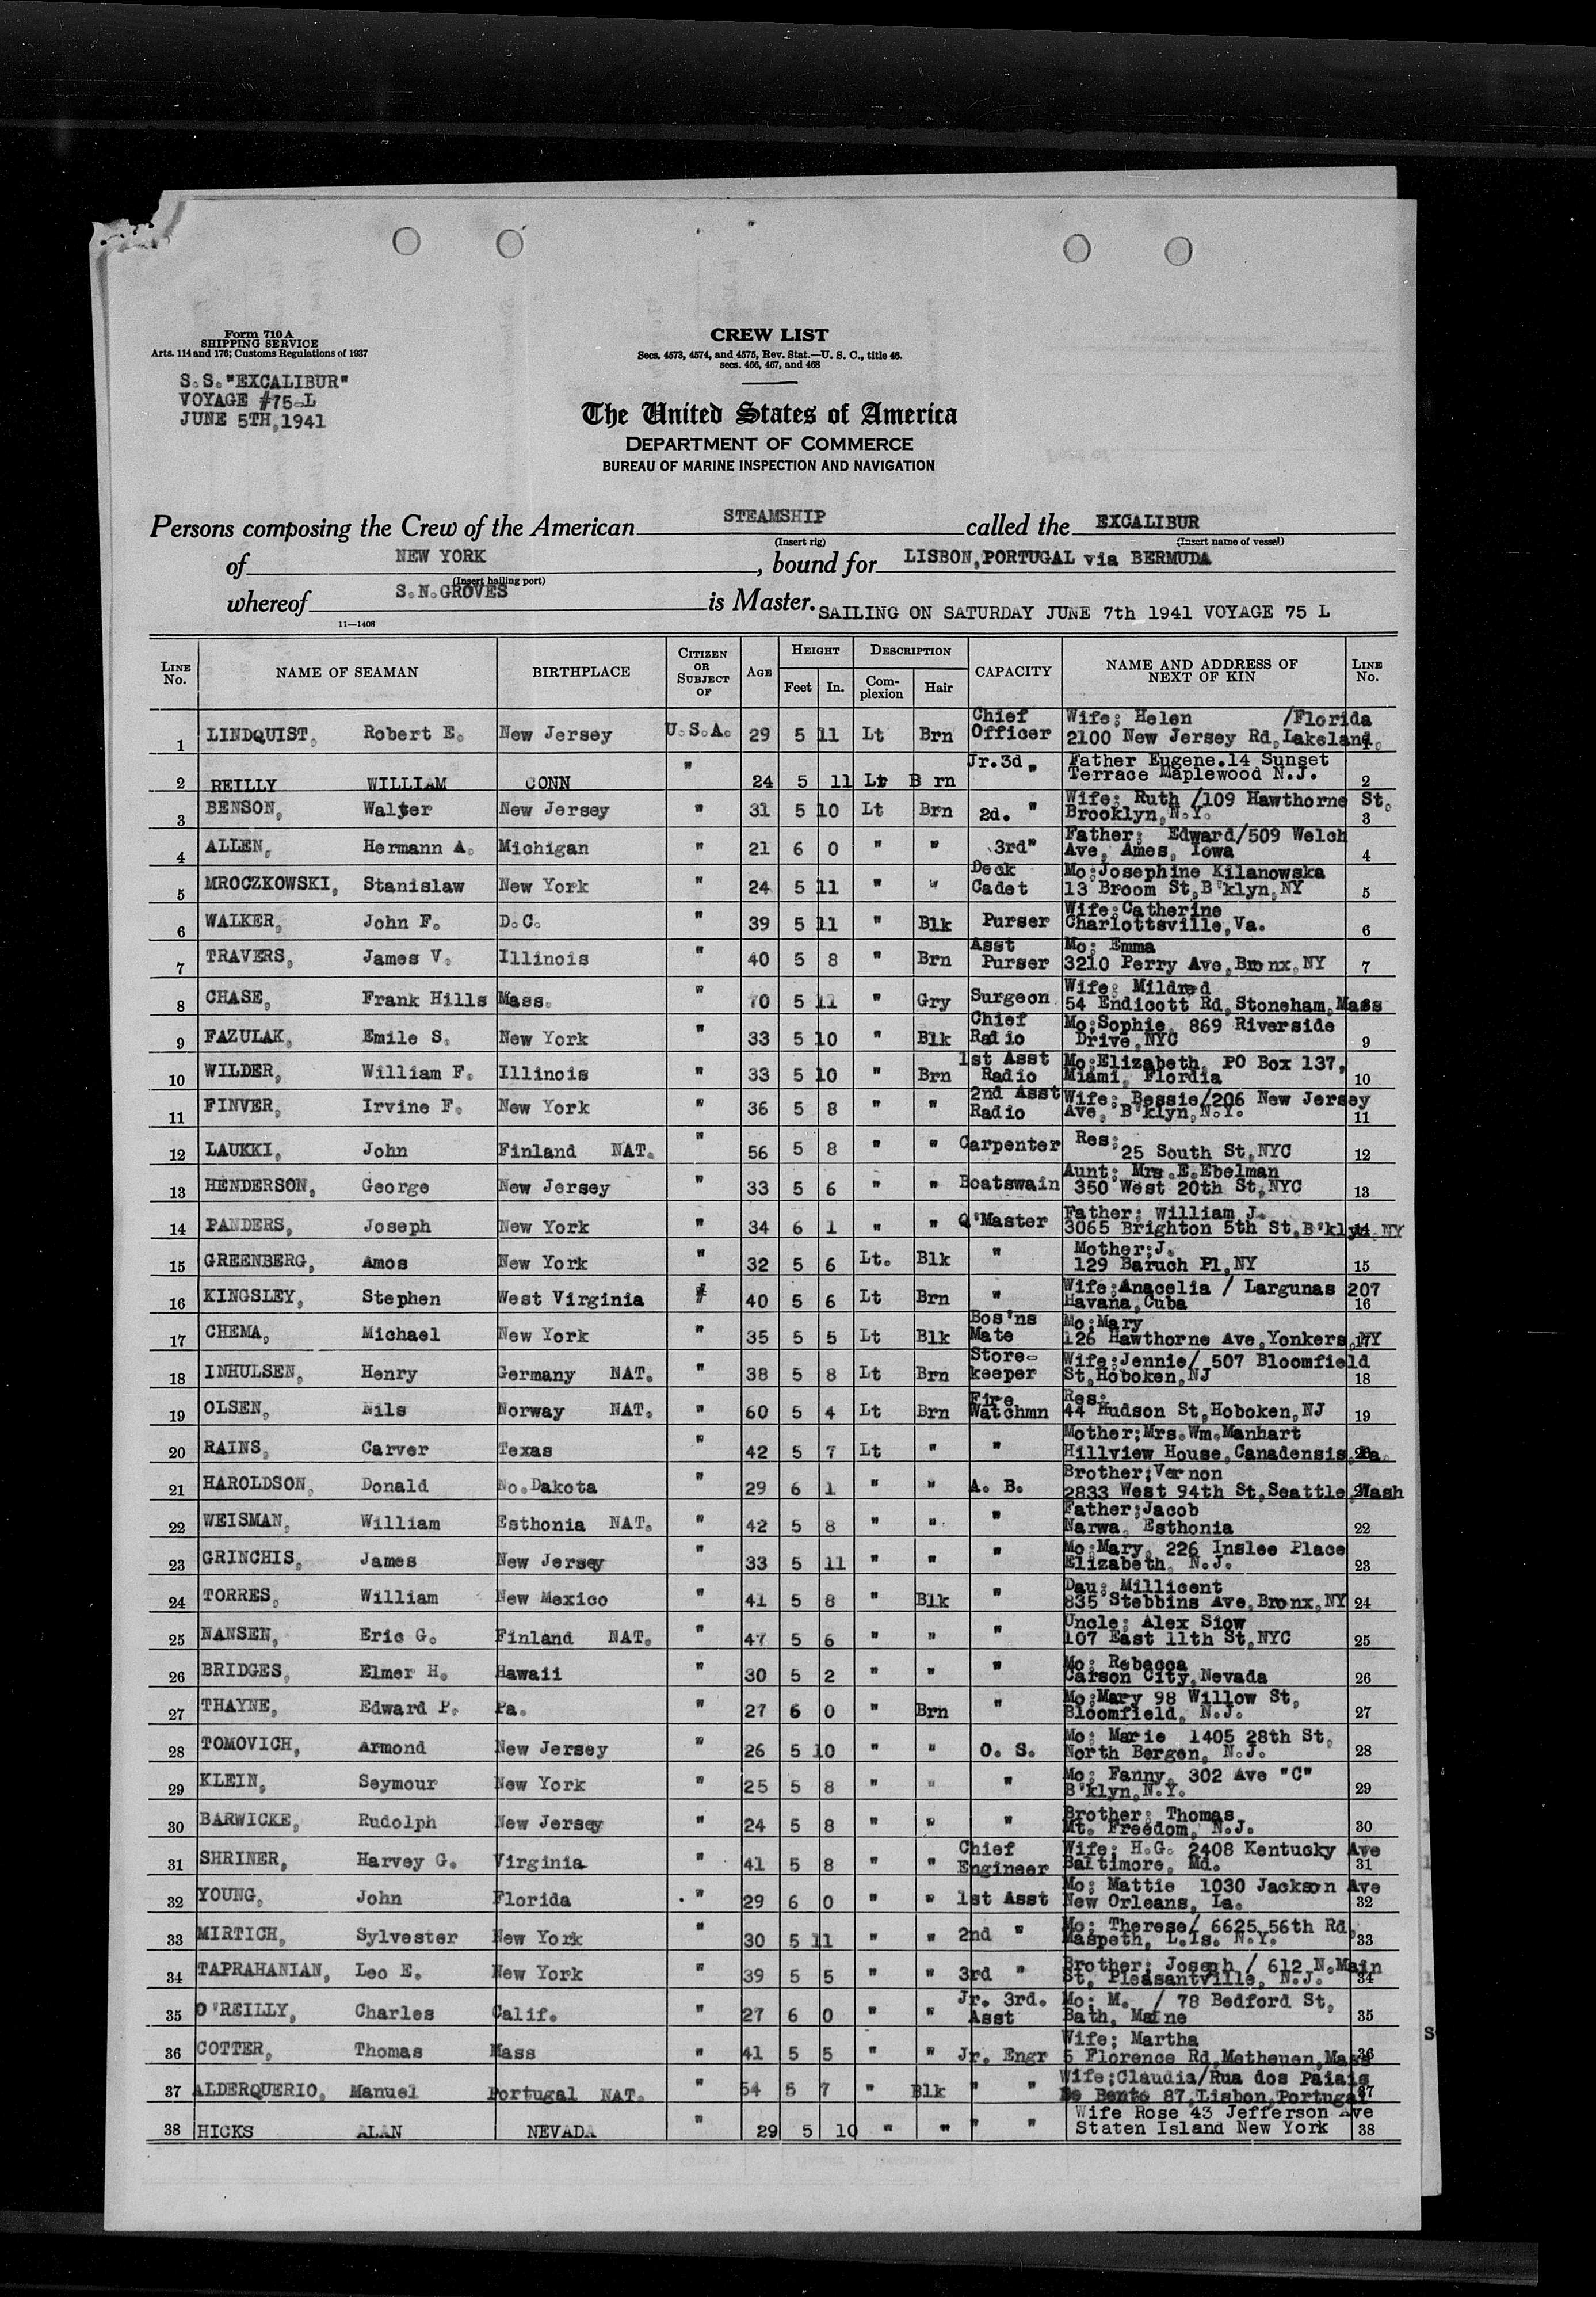 Form 710 A
SHIPPING SERVICE
Arts. 114 and 176; Customs Regulations of 1937
S.S."EXCALIBUR"
VOYAGE #75-L
JUNE 5TH,1941
CREW LIST
Secs. 4573, 4574, and 4575, Rev. Stat.—U. S. C., title 46.
secs. 466, 467, and 468
The United States of America
DEPARTMENT OF COMMERCE
BUREAU OF MARINE INSPECTION AND NAVIGATION
Persons composing the Crew of the American STEAMSHIP called the EXCALIBUR
(Insert rig) (Insert name of vessel)
of NEW YORK , bound for LISBON,PORTUGAL via BERMUDA
(Insert hailing port)
whereof S.N.GROVES is Master. SAILING ON SATURDAY JUNE 7th 1941 VOYAGE 75 L
11—1408
LINE No. NAME OF SEAMAN BIRTHPLACE CITIZEN OR SUBJECT OF AGE HEIGHT Feet In. DESCRIPTION Complexion Hair CAPACITY NAME AND ADDRESS OF NEXT OF KIN LINE No.
1 LINDQUIST, Robert E. New Jersey U.S.A. 29 5 11 Lt Brn Chief Officer Wife; Helen /Florida 2100 New Jersey Rd,Lakeland, 1
2 REILLY WILLIAM CONN " 24 5 11 Lt B rn Jr.3d " Father Eugene.14 Sunset Terrace Maplewood N.J. 2
3 BENSON, Walter New Jersey " 31 5 10 Lt Brn 2d. " Wife; Ruth /109 Hawthorne St, Brooklyn,N.Y. 3
4 ALLEN, Hermann A. Michigan " 21 6 0 " " 3rd" Father; Edward/509 Welch Ave, Ames, Iowa 4
5 MROCZKOWSKI, Stanislaw New York " 24 5 11 " " Deck Cadet Mo;Josephine Kilanowska 13 Broom St,B'klyn,NY 5
6 WALKER, John F. D.C. " 39 5 11 " Blk Purser Wife;Catherine Charlottsville,Va. 6
7 TRAVERS, James V. Illinois " 40 5 8 " Brn Asst Purser Mo; Emma 3210 Perry Ave,Bronx,NY 7
8 CHASE, Frank Hills Mass. " 70 5 11 " Gry Surgeon Wife; Mildred 54 Endicott Rd,Stoneham,Mass 8
9 FAZULAK, Emile S. New York " 33 5 10 " Blk Chief Radio Mo;Sophie, 869 Riverside Drive,NYC 9
10 WILDER, William F. Illinois " 33 5 10 " Brn 1st Asst Radio Mo;Elizabeth, PO Box 137, Miami, Flordia 10
11 FINVER, Irvine F. New York " 36 5 8 " " 2nd Asst Radio Wife; Bessie/206 New Jersey Ave, B'klyn,N.Y. 11
12 LAUKKI, John Finland NAT. " 56 5 8 " " Carpenter Res; 25 South St,NYC 12
13 HENDERSON, George New Jersey " 33 5 6 " " Boatswain Aunt; Mrs.E.Ebelman 350 West 20th St,NYC 13
14 PANDERS, Joseph New York " 34 6 1 " " Q'Master Father; William J. 3065 Brighton 5th St,B'klyn,NY 14
15 GREENBERG, Amos New York " 32 5 6 Lt. Blk " Mother;J. 129 Baruch Pl,NY 15
16 KINGSLEY, Stephen West Virginia " 40 5 6 Lt Brn " Wife;Anacelia / Largunas 207 Havana,Cuba 16
17 CHEMA, Michael New York " 35 5 5 Lt Blk Bos'ns Mate Mo;Mary 126 Hawthorne Ave,Yonkers,NY 17
18 INHULSEN, Henry Germany NAT. " 38 5 8 Lt Brn Store-keeper Wife;Jennie/ 507 Bloomfield St,Hoboken,NJ 18
19 OLSEN, Nils Norway NAT. " 60 5 4 Lt Brn Fire Watchmn Res; 44 Hudson St,Hoboken,NJ 19
20 RAINS, Carver Texas " 42 5 7 Lt " " Mother;Mrs.Wm.Manhart Hillview House,Canadensis,Pa. 20
21 HAROLDSON, Donald No.Dakota " 29 6 1 " " A. B. Brother;Vernon 2833 West 94th St,Seattle,Wash 21
22 WEISMAN, William Esthonia NAT. " 42 5 8 " " " Father;Jacob Narwa, Esthonia 22
23 GRINCHIS, James New Jersey " 33 5 11 " " " Mo;Mary, 226 Inslee Place Elizabeth, N.J. 23
24 TORRES, William New Mexico " 41 5 8 " Blk " Dau; Millicent 835 Stebbins Ave,Bronx,NY 24
25 NANSEN, Eric G. Finland NAT. " 47 5 6 " " " Uncle; Alex Siow 107 East 11th St,NYC 25
26 BRIDGES, Elmer H. Hawaii " 30 5 2 " " " Mo; Rebecca Carson City,Nevada 26
27 THAYNE, Edward P. Pa. " 27 6 0 " Brn " Mo;Mary 98 Willow St, Bloomfield, N.J. 27
28 TOMOVICH, Armond New Jersey " 26 5 10 " " O. S. Mo; Marie 1405 28th St, North Bergen, N.J. 28
29 KLEIN, Seymour New York " 25 5 8 " " " Mo; Fanny, 302 Ave "C" B'klyn,N.Y. 29
30 BARWICKE, Rudolph New Jersey " 24 5 8 " " " Brother; Thomas Mt. Freedom, N.J. 30
31 SHRINER, Harvey G. Virginia " 41 5 8 " " Chief Engineer Wife; H.G. 2408 Kentucky Ave Baltimore, Md. 31
32 YOUNG, John Florida " 29 6 0 " " 1st Asst Mo; Mattie 1030 Jackson Ave New Orleans, La. 32
33 MIRTICH, Sylvester New York " 30 5 11 " " 2nd " Mo; Therese/ 6625 56th Rd, Maspeth, L.Is. N.Y. 33
34 TAPRAHANIAN, Leo E. New York " 39 5 5 " " 3rd " Brother; Joseph / 612 N.Main St, Pleasantville, N.J. 34
35 O'REILLY, Charles Calif. " 27 6 0 " " Jr. 3rd. Asst Mo; M. / 78 Bedford St, Bath, Maine 35
36 COTTER, Thomas Mass " 41 5 5 " " Jr. Engr Wife; Martha 5 Florence Rd,Metheuen,Mass 36
37 ALDERQUERIO, Manuel Portugal NAT. " 54 5 7 " Blk " " Wife;Claudia/Rua dos Paiais De Bento 87,Lisbon,Portugal 37
38 HICKS ALAN NEVADA " 29 5 10 " " " " Wife Rose 43 Jefferson Ave Staten Island New York 38